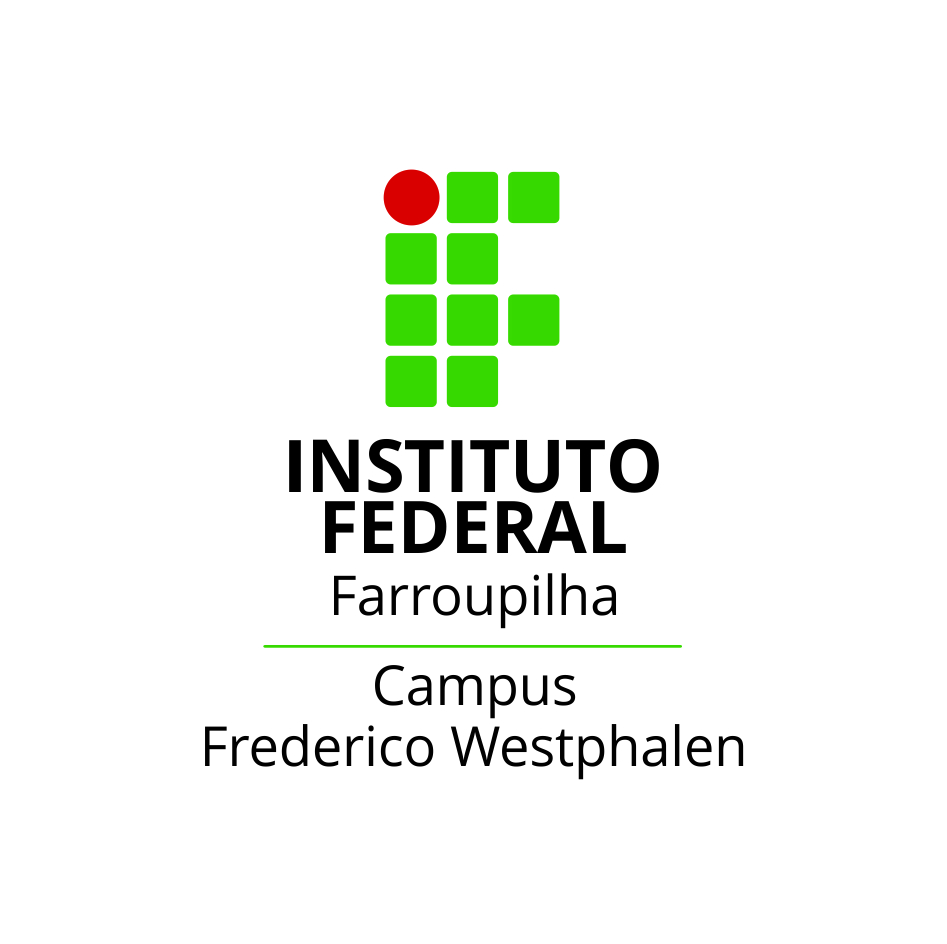 INSTITUTO
FEDERAL
Farroupilha
Campus
Frederico Westphalen